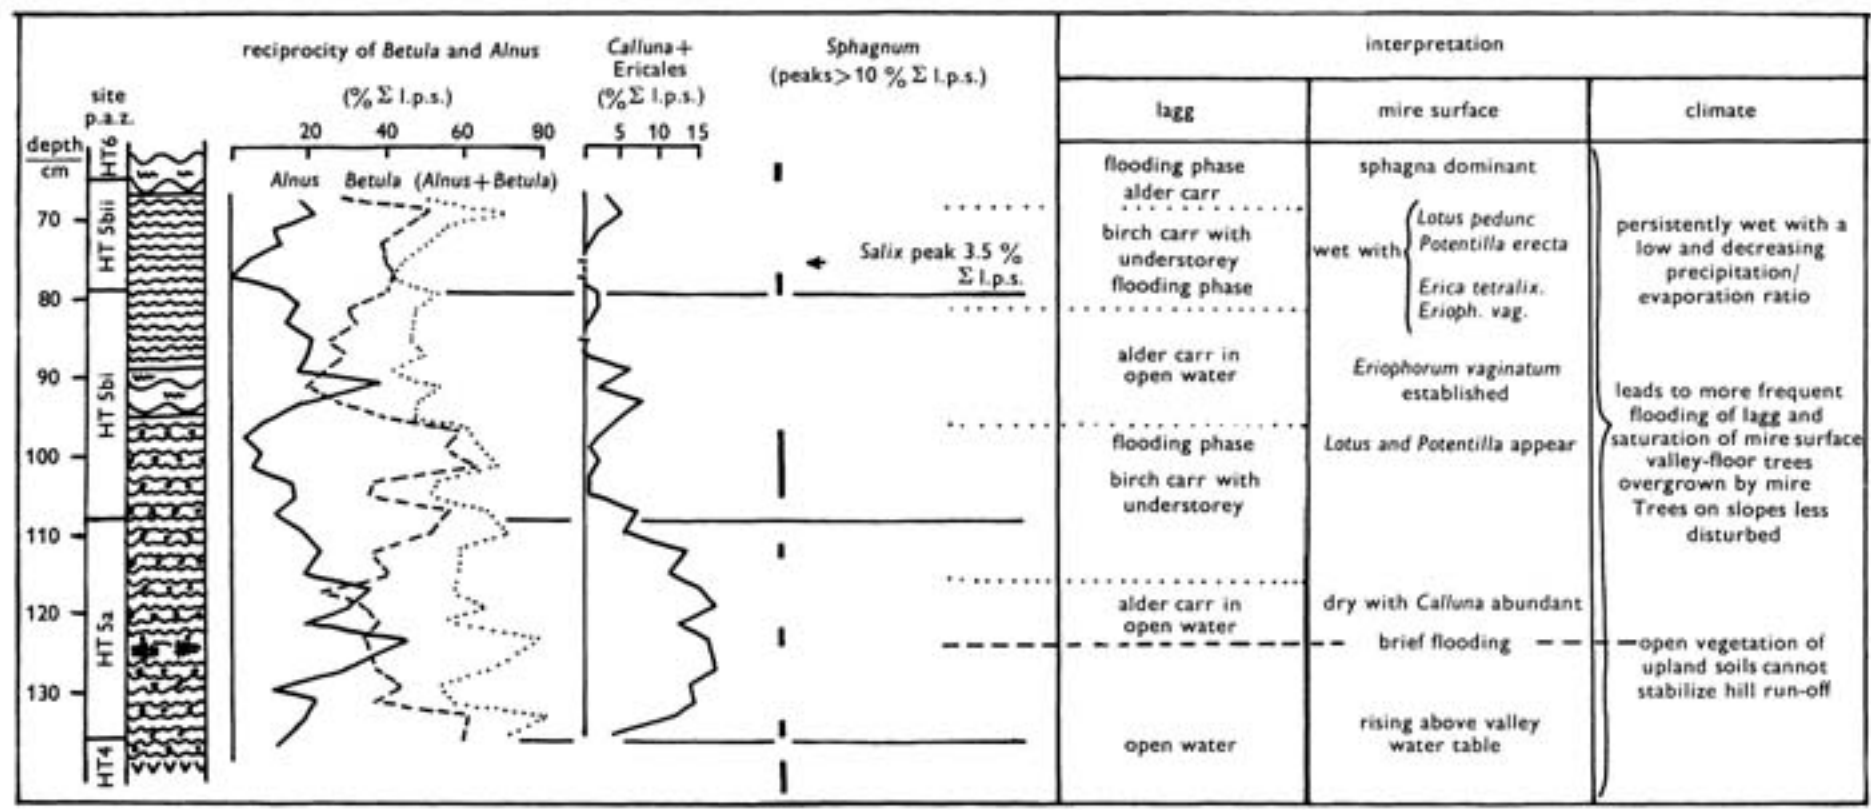 reciprocity of Betula and Alnus
(% Σ l.p.s.)
Calluna +
Ericales
(% Σ l.p.s.)
Sphagnum
(peaks > 10 % Σ l.p.s.)
interpretation
site
p.a.z.
lagg
mire surface
climate
depth
cm
20 40 60 80
5 10 15
Alnus Betula (Alnus + Betula)
HT6
HT 5bii
HT 5bi
HT 5a
HT4
70
80
90
100
110
120
130
Salix peak 3.5 %
Σ l.p.s.
flooding phase
alder carr
birch carr with
understorey
flooding phase
alder carr in
open water
flooding phase
birch carr with
understorey
alder carr in
open water
open water
sphagna dominant
wet with
Lotus pedunc
Potentilla erecta
Erica tetralix.
Erioph. vag.
Eriophorum vaginatum
established
Lotus and Potentilla appear
dry with Calluna abundant
brief flooding
rising above valley
water table
persistently wet with a
low and decreasing
precipitation/
evaporation ratio
leads to more frequent
flooding of lagg and
saturation of mire surface
valley-floor trees
overgrown by mire
Trees on slopes less
disturbed
open vegetation of
upland soils cannot
stabilize hill run-off